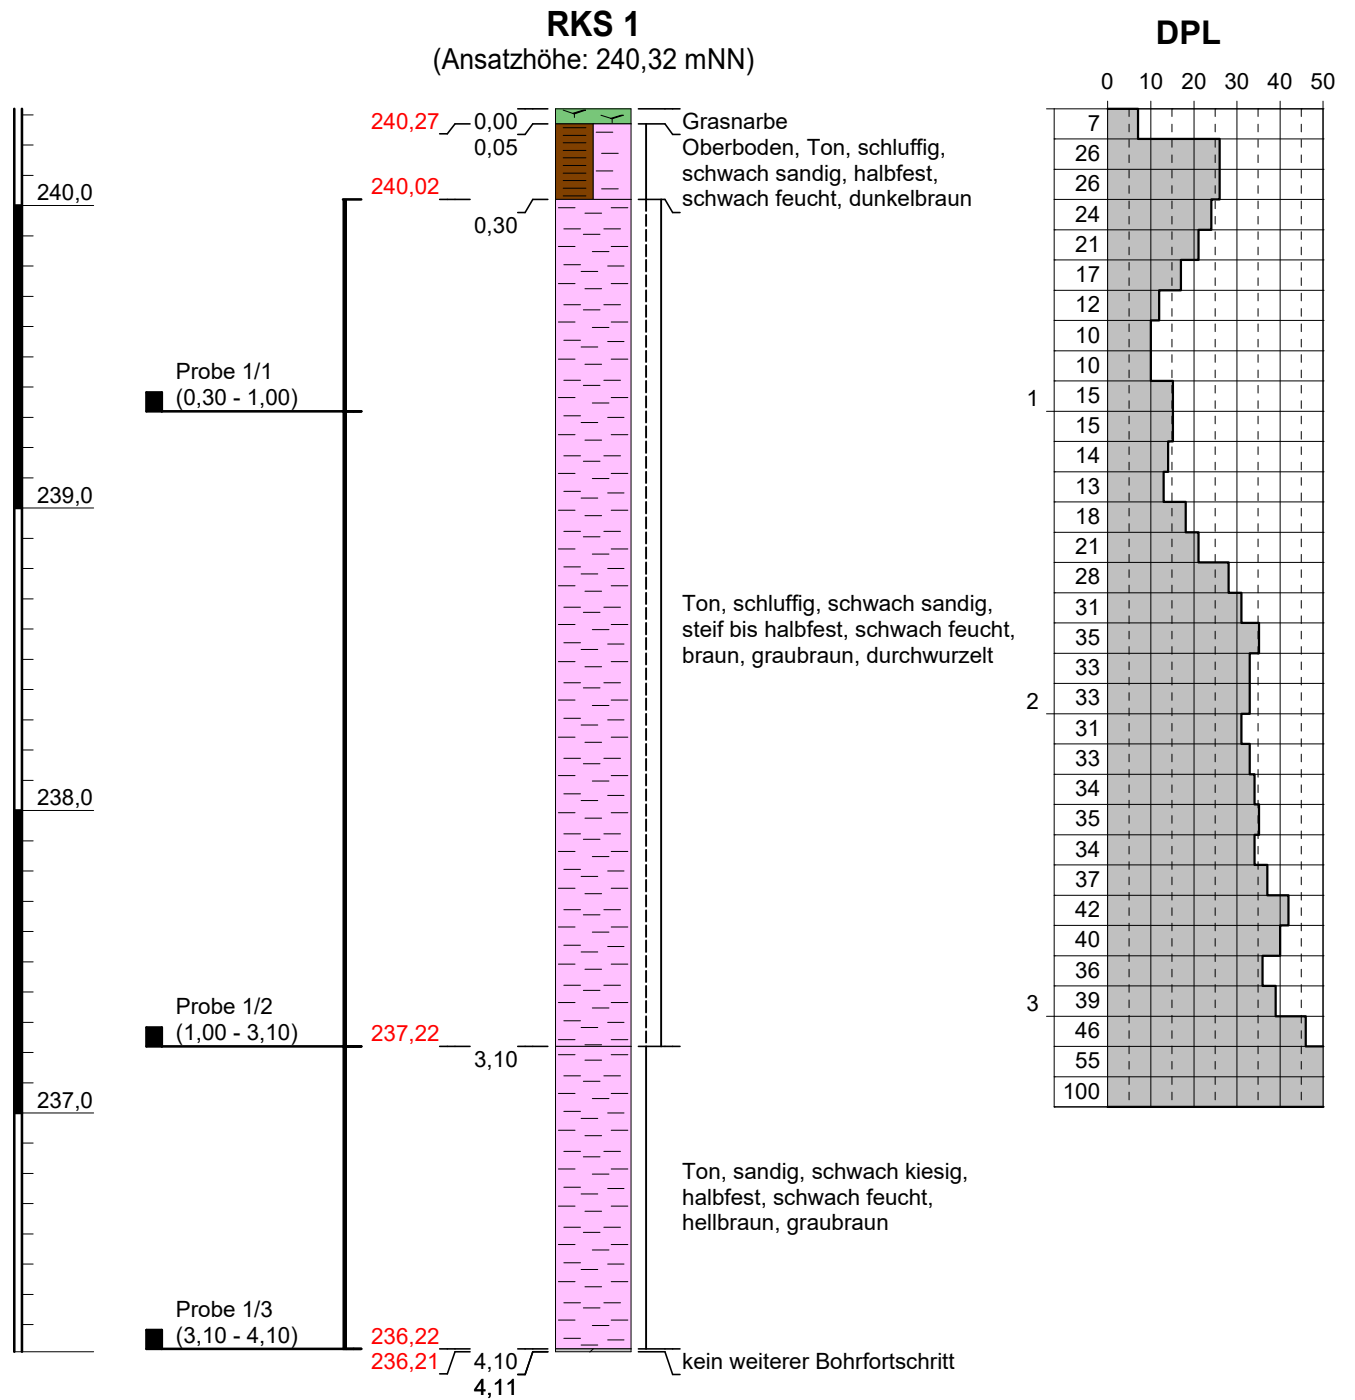 RKS 1
(Ansatzhöhe: 240,32 mNN)
DPL
0 10 20 30 40 50
240,27 0,00 Grasnarbe
0,05 Oberboden, Ton, schluffig,
schwach sandig, halbfest,
240,02 schwach feucht, dunkelbraun
0,30
240,0
Probe 1/1
(0,30 - 1,00)
239,0
Ton, schluffig, schwach sandig,
steif bis halbfest, schwach feucht,
braun, graubraun, durchwurzelt
238,0
Probe 1/2
(1,00 - 3,10)
237,22
3,10
237,0
Ton, sandig, schwach kiesig,
halbfest, schwach feucht,
hellbraun, graubraun
Probe 1/3
(3,10 - 4,10)
236,22
236,21 4,10 kein weiterer Bohrfortschritt
4,11
7
26
26
24
21
17
12
10
10
1 15
15
14
13
18
21
28
31
35
33
2 33
31
33
34
35
34
37
42
40
36
3 39
46
55
100